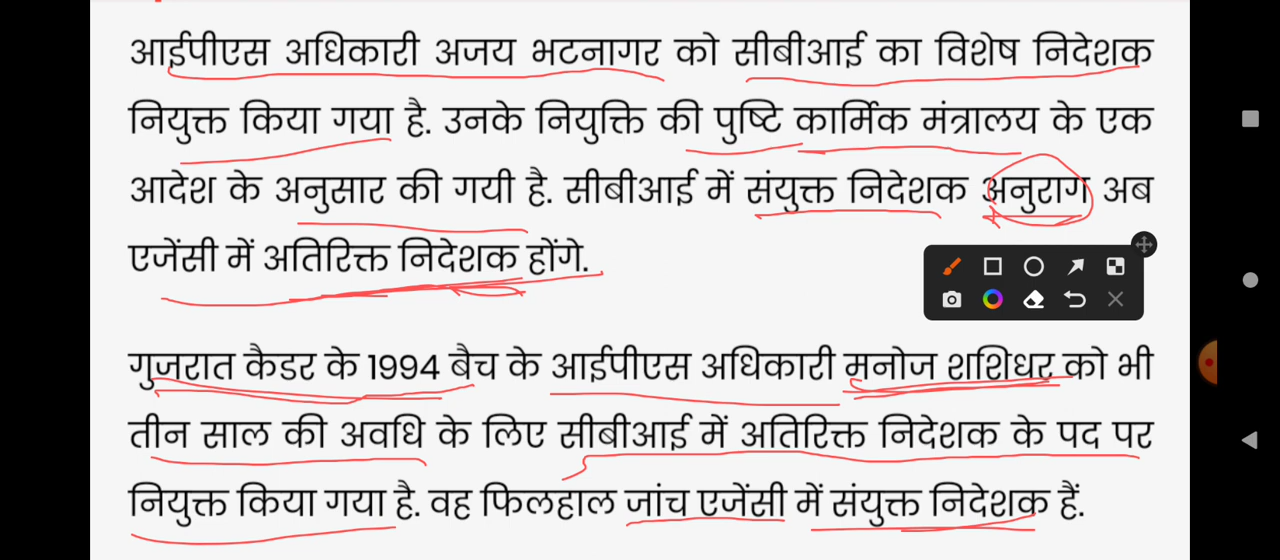 आईपीएस अधिकारी अजय भटनागर को सीबीआई का विशेष निदेशक
नियुक्त किया गया है. उनके नियुक्ति की पुष्टि कार्मिक मंत्रालय के एक
आदेश के अनुसार की गयी है. सीबीआई में संयुक्त निदेशक अनुराग अब
एजेंसी में अतिरिक्त निदेशक होंगे.
गुजरात कैडर के 1994 बैच के आईपीएस अधिकारी मनोज शशिधर को भी
तीन साल की अवधि के लिए सीबीआई में अतिरिक्त निदेशक के पद पर
नियुक्त किया गया है. वह फिलहाल जांच एजेंसी में संयुक्त निदेशक हैं.